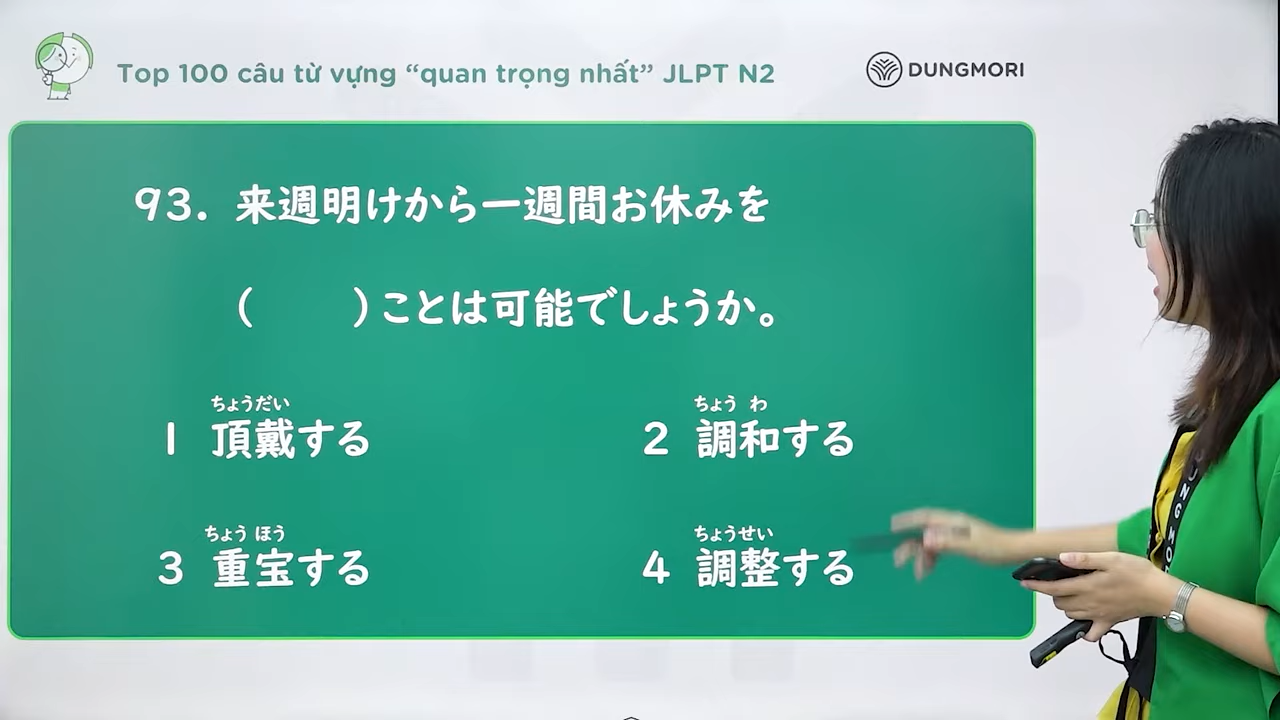 Top 100 câu từ vựng “quan trọng nhất” JLPT N2
DUNGMORI
93. 来週明けから一週間お休みを
(　　)ことは可能でしょうか。
ちょうだい
1 頂戴する
ちょう わ
2 調和する
ちょう ほう
3 重宝する
ちょうせい
4 調整する